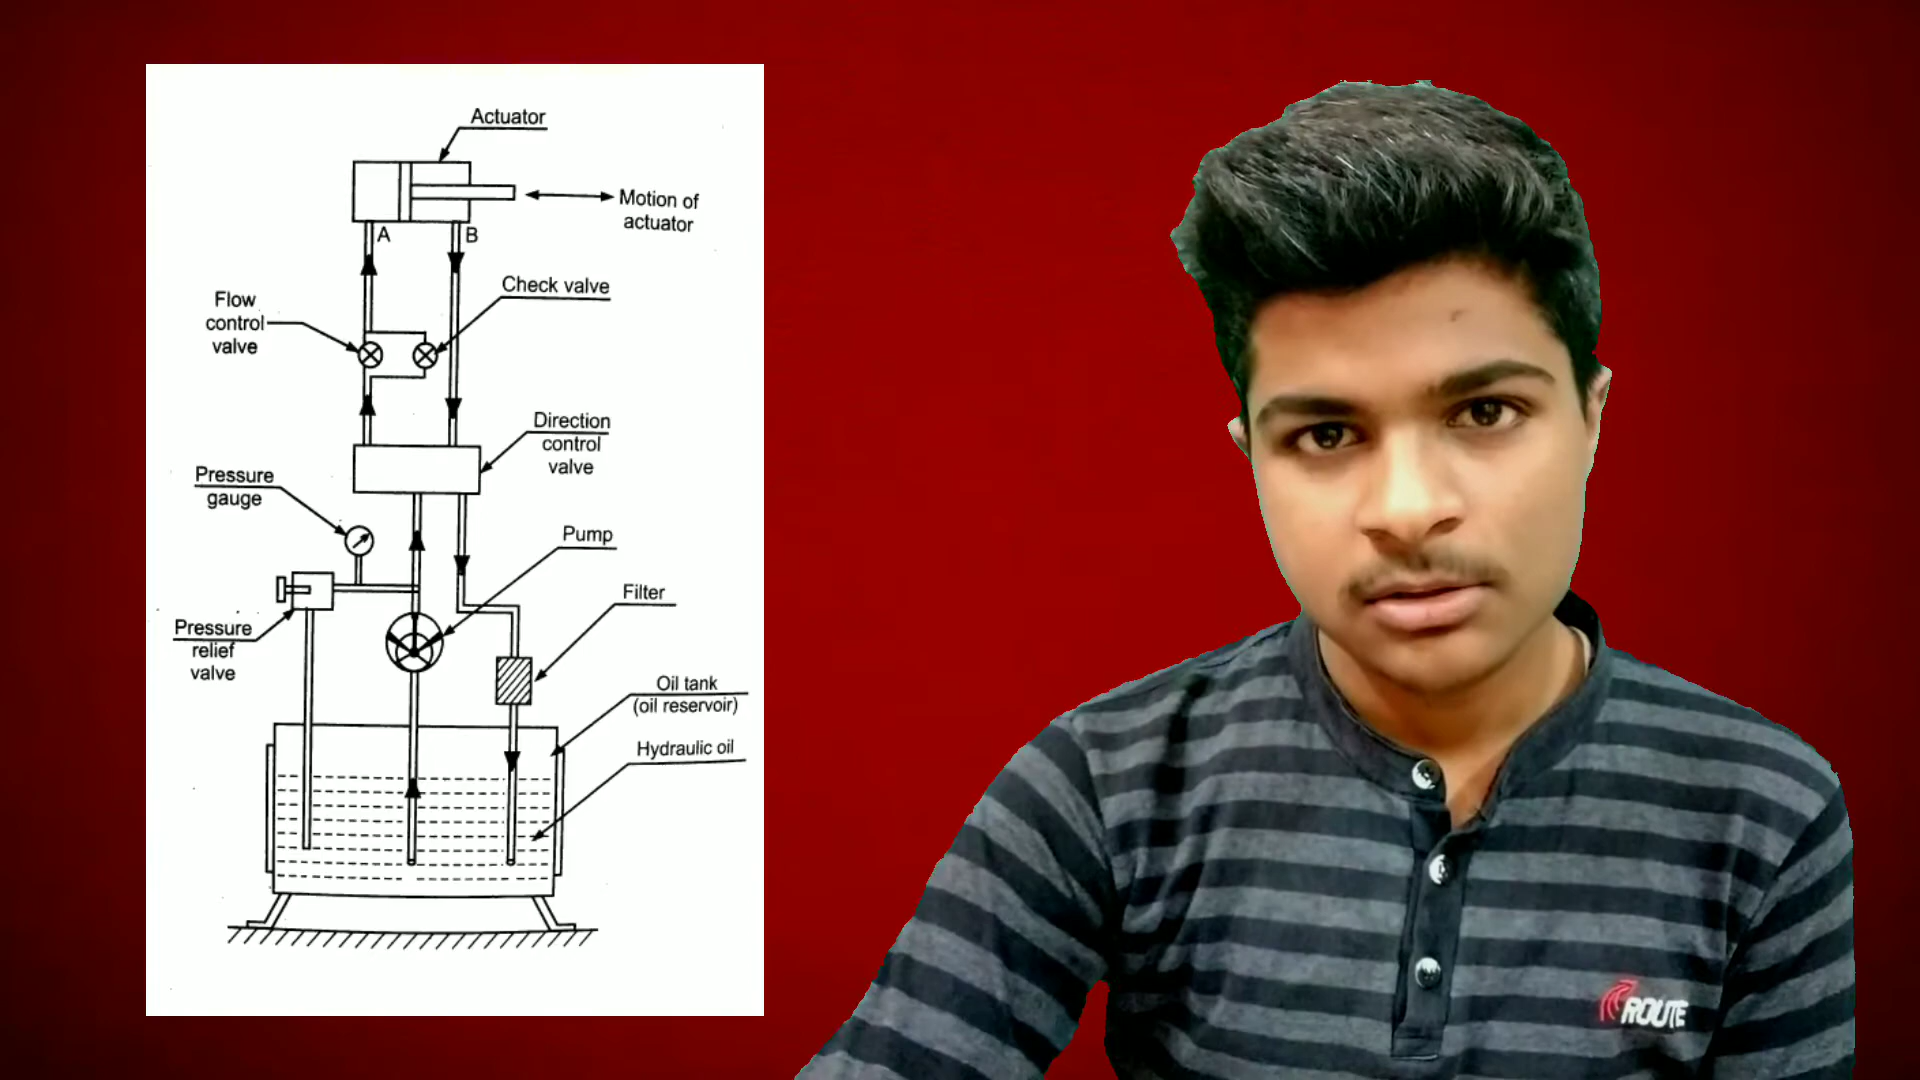 Actuator
Motion of
actuator
A
B
Check valve
Flow
control
valve
Direction
control
valve
Pressure
gauge
Pump
Filter
Pressure
relief
valve
Oil tank
(oil reservoir)
Hydraulic oil
ROUTE